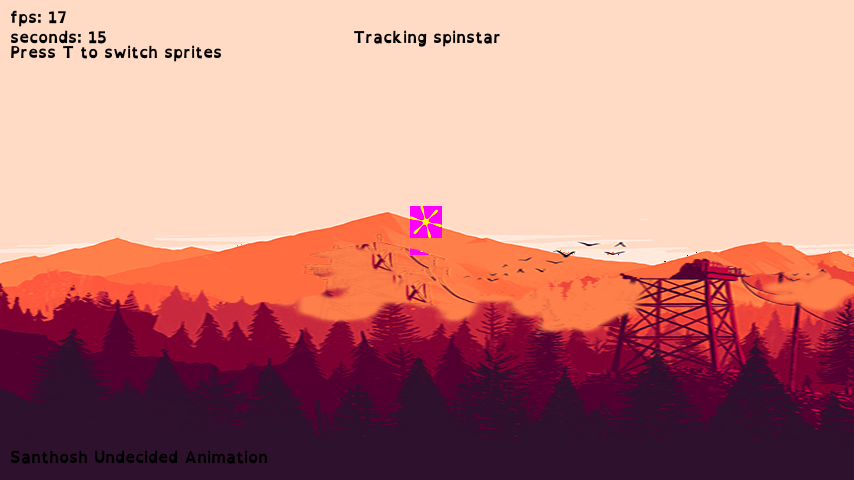 fps: 17
seconds: 15
Press T to switch sprites
Tracking spinstar
Santhosh Undecided Animation